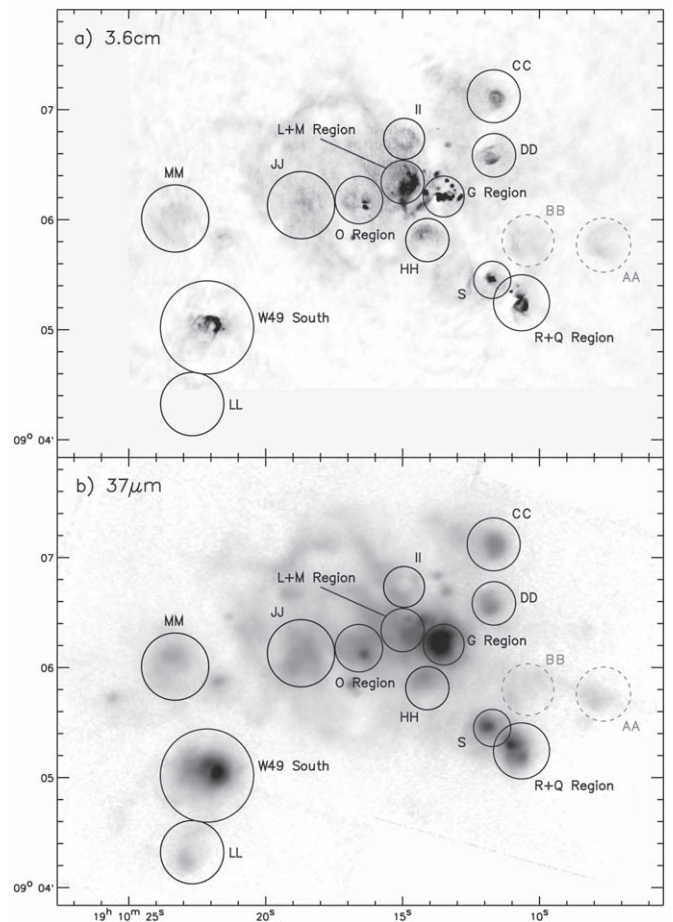 a) 3.6cm
CC
07
II
L+M Region
DD
MM
JJ
G Region
06
BB
O Region
HH
AA
S
W49 South
05
R+Q Region
LL
09° 04'
b) 37μm
CC
07
II
L+M Region
DD
JJ
MM
G Region
06
BB
O Region
HH
AA
S
W49 South
05
R+Q Region
LL
09° 04'
19h 10m 25s 20s 15s 10s